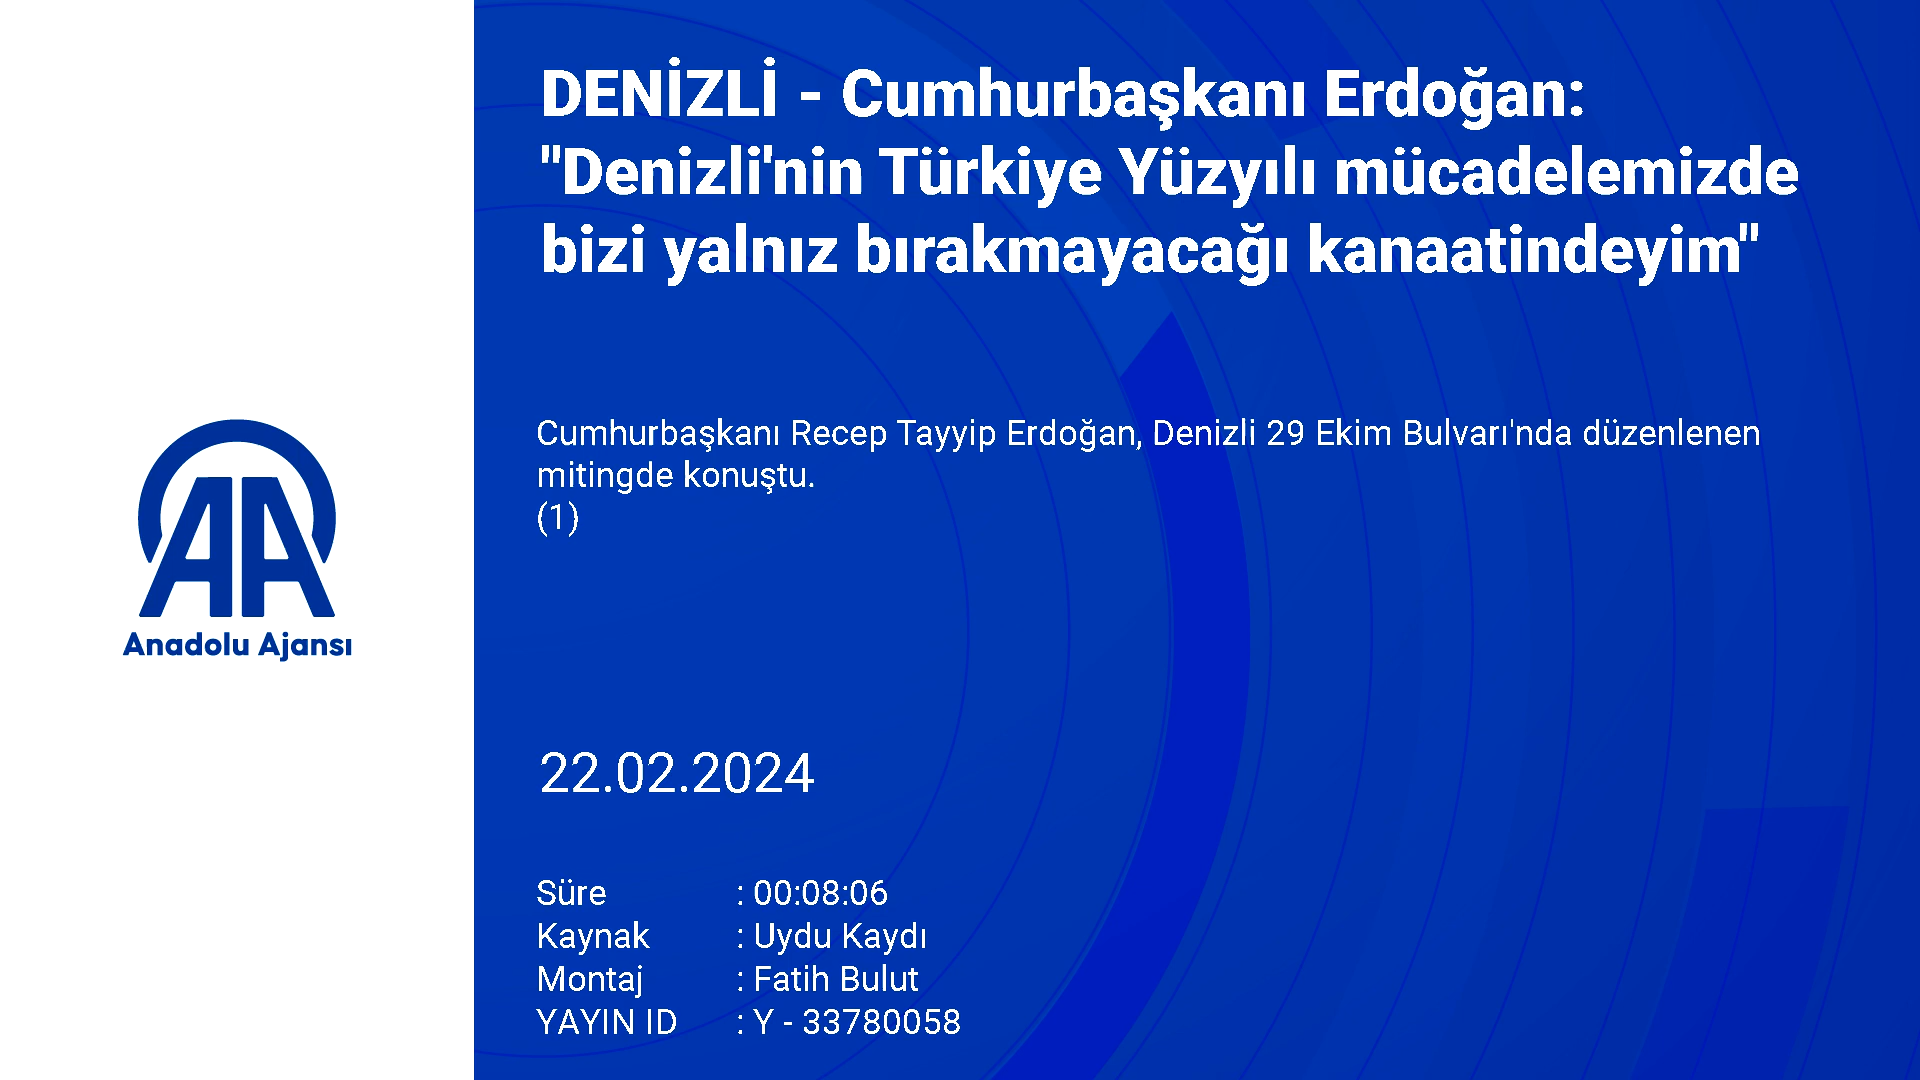 DENİZLİ - Cumhurbaşkanı Erdoğan:
"Denizli'nin Türkiye Yüzyılı mücadelemizde
bizi yalnız bırakmayacağı kanaatindeyim"
Cumhurbaşkanı Recep Tayyip Erdoğan, Denizli 29 Ekim Bulvarı'nda düzenlenen
mitingde konuştu.
(1)
AA
Anadolu Ajansı
22.02.2024
Süre : 00:08:06
Kaynak : Uydu Kaydı
Montaj : Fatih Bulut
YAYIN ID : Y - 33780058